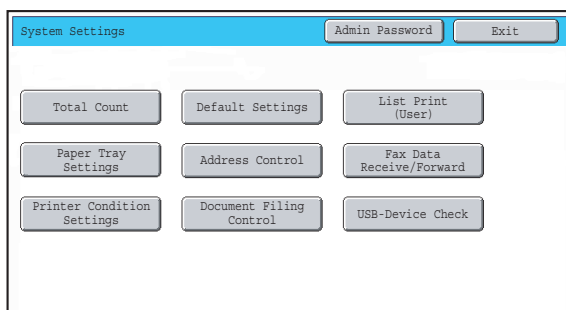 System Settings
Admin Password
Exit
Total Count
Default Settings
List Print
(User)
Paper Tray
Settings
Address Control
Fax Data
Receive/Forward
Printer Condition
Settings
Document Filing
Control
USB-Device Check